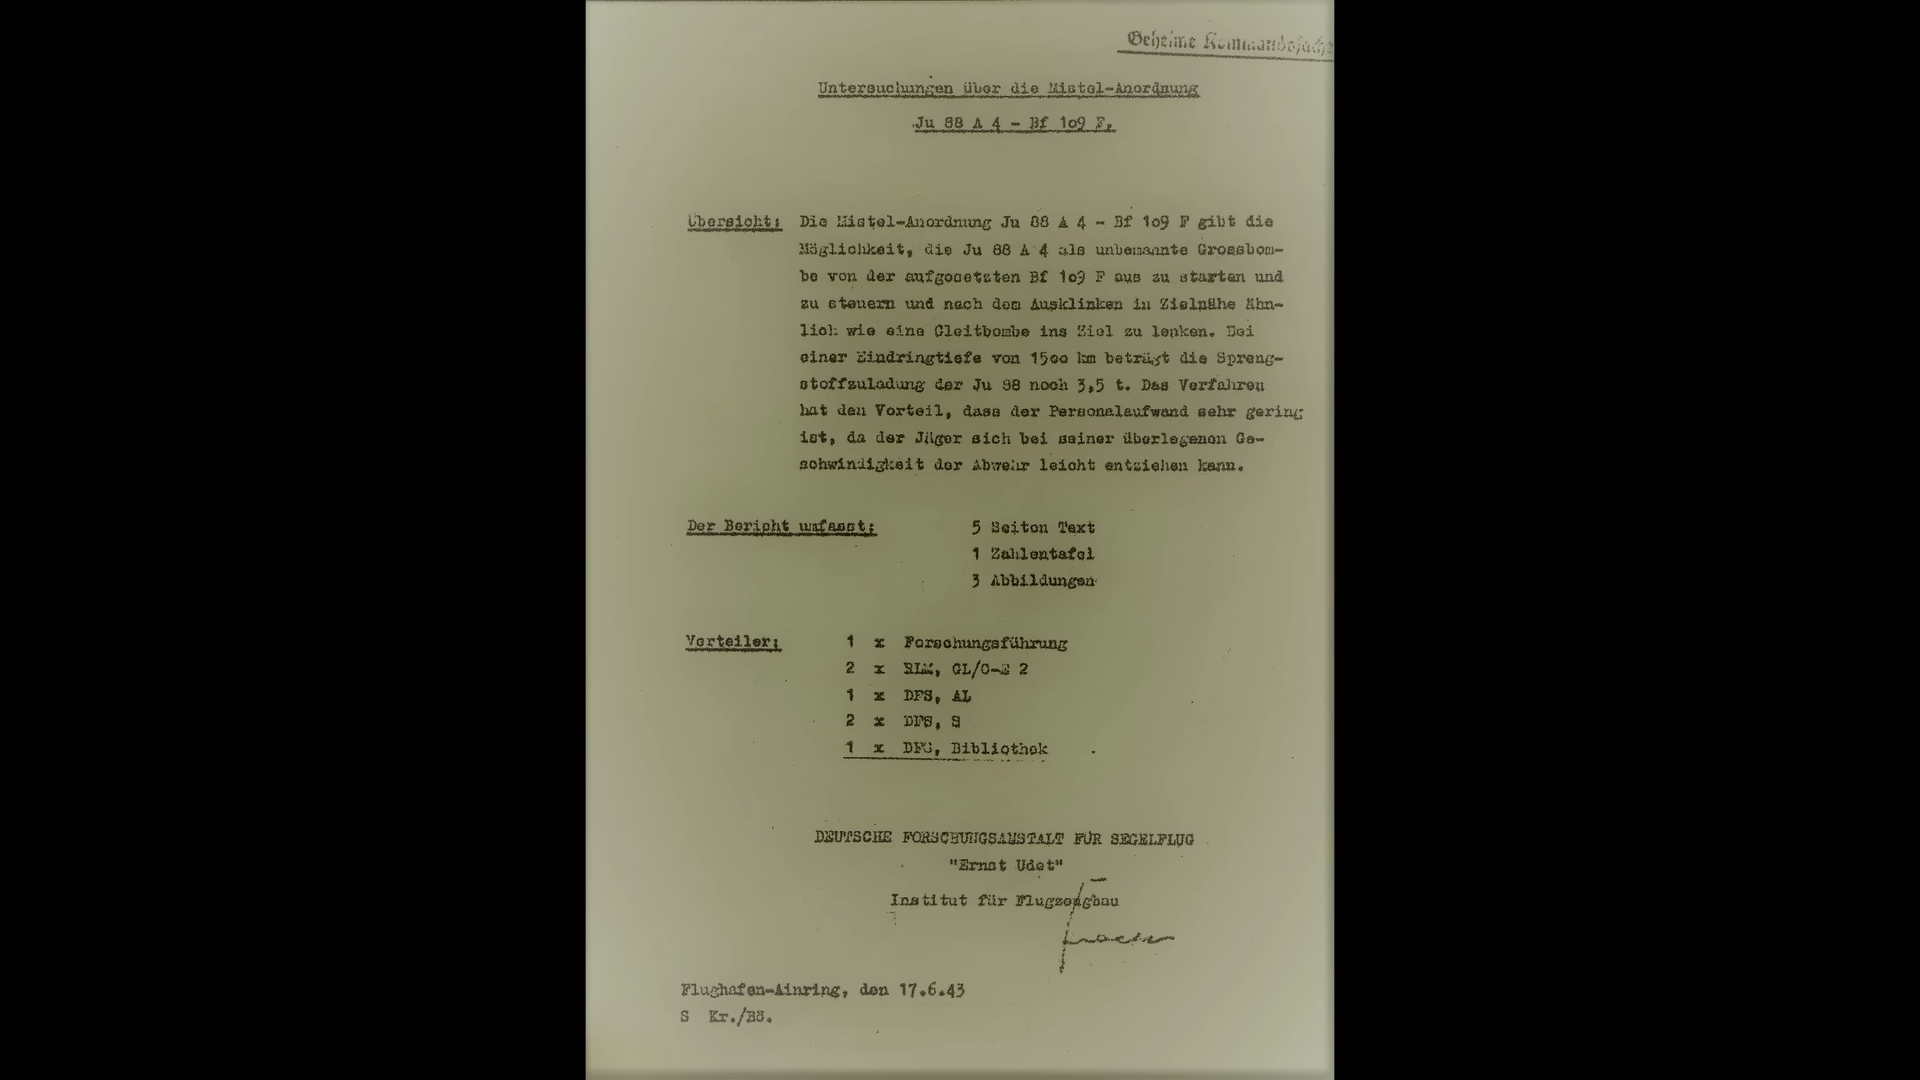 Geheime Kommandosache
Untersuchungen über die Mistel-Anordnung
Ju 88 A 4 - Bf 1o9 F.
Übersicht: Die Mistel-Anordnung Ju 88 A 4 - Bf 1o9 F gibt die
Möglichkeit, die Ju 88 A 4 als unbemannte Grossbom-
be von der aufgesetzten Bf 1o9 F aus zu starten und
zu steuern und nach dem Ausklinken in Zielnähe ähn-
lich wie eine Gleitbombe ins Ziel zu lenken. Bei
einer Eindringtiefe von 15oo km beträgt die Spreng-
stoffzuladung der Ju 88 noch 3,5 t. Das Verfahren
hat den Vorteil, dass der Personalaufwand sehr gering
ist, da der Jäger sich bei seiner überlegenen Ge-
schwindigkeit der Abwehr leicht entziehen kann.
Der Bericht umfasst: 5 Seiten Text
1 Zahlentafel
3 Abbildungen
Verteiler: 1 x Forschungsführung
2 x RLM, GL/C-E 2
1 x DFS, AL
2 x DFS, S
1 x DFS, Bibliothek
DEUTSCHE FORSCHUNGSANSTALT FÜR SEGELFLUG
"Ernst Udet"
Institut für Flugzeugbau
Flughafen-Ainring, den 17.6.43
S Kr./Bö.